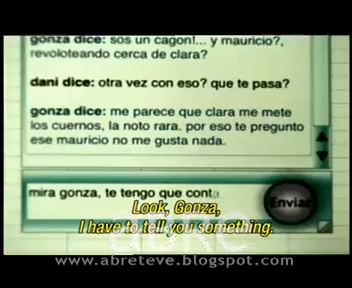 gonza dice: sos un cagon!... y mauricio?,
revoloteando cerca de clara?
dani dice: otra vez con eso? que te pasa?
gonza dice: me parece que clara me mete
los cuernos, la noto rara. por eso te pregunto
ese mauricio no me gusta nada.
mira gonza, te tengo que conta
Enviar
Look, Gonza,
I have to tell you something.
abre
www.abreteve.blogspot.com